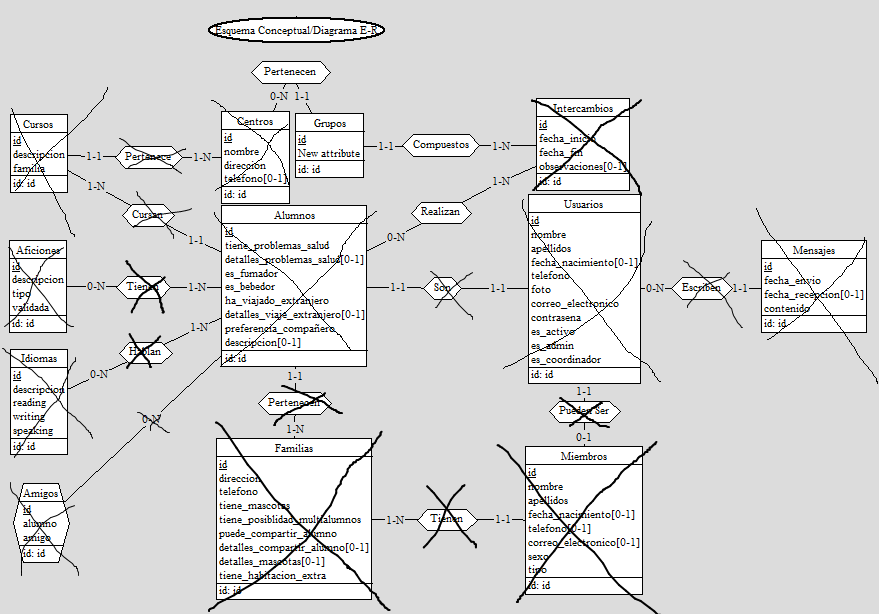 Esquema Conceptual/Diagrama E-R
Pertenecen
0-N 1-1
Cursos
id
descripcion
familia
id: id
1-1
Pertenece
1-N
Centros
id
nombre
direccion
telefono[0-1]
id: id
Grupos
id
New attribute
id: id
1-1
Compuestos
1-N
Intercambios
id
fecha_inicio
fecha_fin
observaciones[0-1]
id: id
1-N
Cursan
1-1
1-N
Realizan
0-N
Aficiones
id
descripcion
tipo
validada
id: id
0-N
Tienen
1-N
Alumnos
id
tiene_problemas_salud
detalles_problemas_salud[0-1]
es_fumador
es_bebedor
ha_viajado_extranjero
detalles_viaje_extranjero[0-1]
preferencia_compañero
descripcion[0-1]
id: id
1-1
Son
1-1
Usuarios
id
nombre
apellidos
fecha_nacimiento[0-1]
telefono
foto
correo_electronico
contrasena
es_activo
es_admin
es_coordinador
id: id
0-N
Escriben
1-1
Mensajes
id
fecha_envio
fecha_recepcion[0-1]
contenido
id: id
Idiomas
id
descripcion
reading
writing
speaking
id: id
0-N
Hablan
1-N
0-N
Amigos
id
alumno
amigo
id: id
1-1
Pertenecen
1-N
1-1
Pueden Ser
0-1
Familias
id
direccion
telefono
tiene_mascotas
tiene_posiblidad_multialumnos
puede_compartir_alumno
detalles_compartir_alumno[0-1]
detalles_mascotas[0-1]
tiene_habitacion_extra
id: id
1-N
Tienen
1-1
Miembros
id
nombre
apellidos
fecha_nacimiento[0-1]
telefono[0-1]
correo_electronico[0-1]
sexo
tipo
id: id